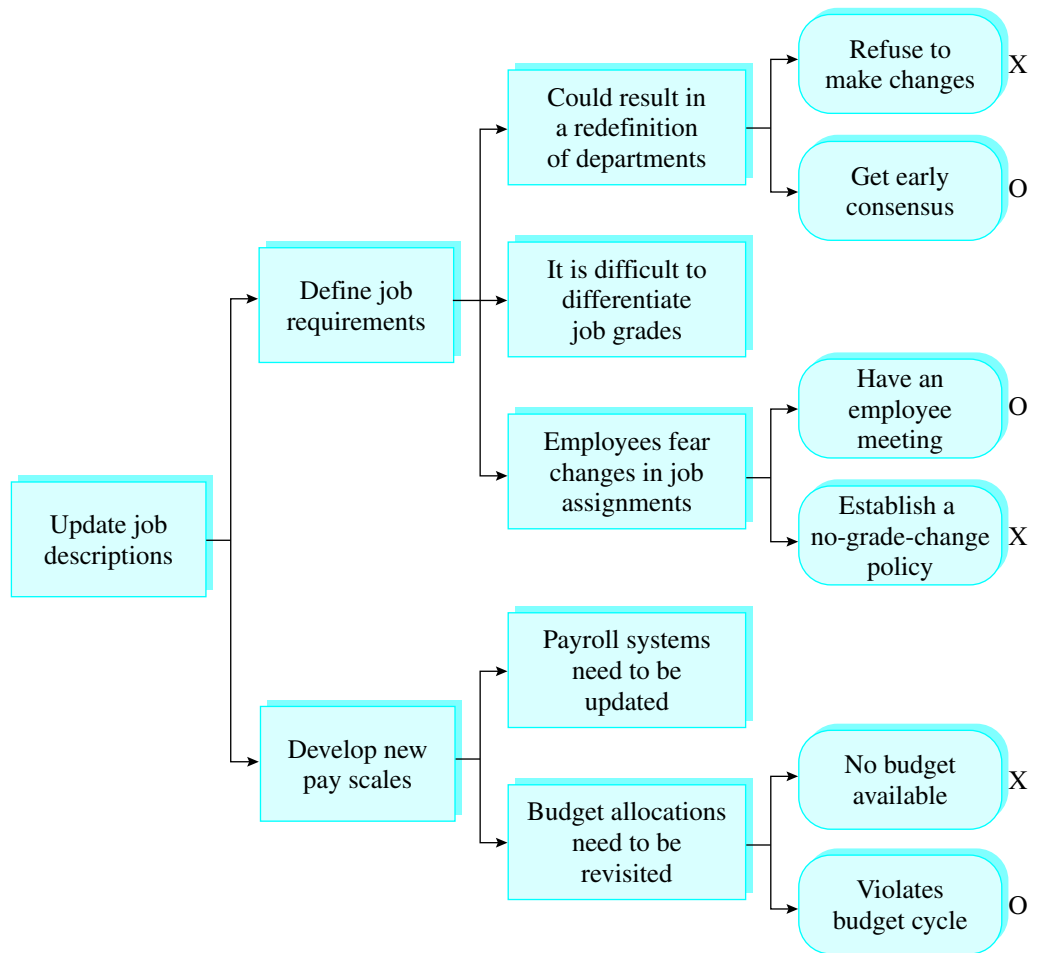 Refuse to
make changes
X
Could result in
a redefinition
of departments
Get early
consensus
O
It is difficult to
differentiate
job grades
Define job
requirements
Have an
employee
meeting
O
Employees fear
changes in job
assignments
Establish a
no-grade-change
policy
X
Update job
descriptions
Payroll systems
need to be
updated
Develop new
pay scales
No budget
available
X
Budget allocations
need to be
revisited
Violates
budget cycle
O